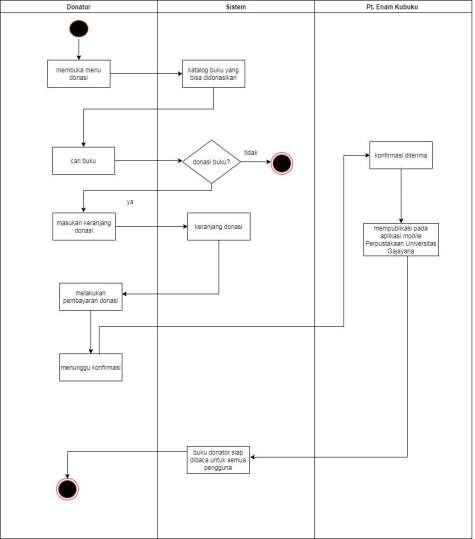 Donatur
Sistem
Pt. Enam Kubuku
membuka menu
donasi
katalog buku yang
bisa didonasikan
cari buku
donasi buku?
tidak
konfirmasi diterima
ya
masukan keranjang
donasi
keranjang donasi
mempublikasi pada
aplikasi mobile
Perpustakaan Universitas
Gajayana
melakukan
pembayaran donasi
menunggu konfirmasi
buku donator siap
dibaca untuk semua
pengguna